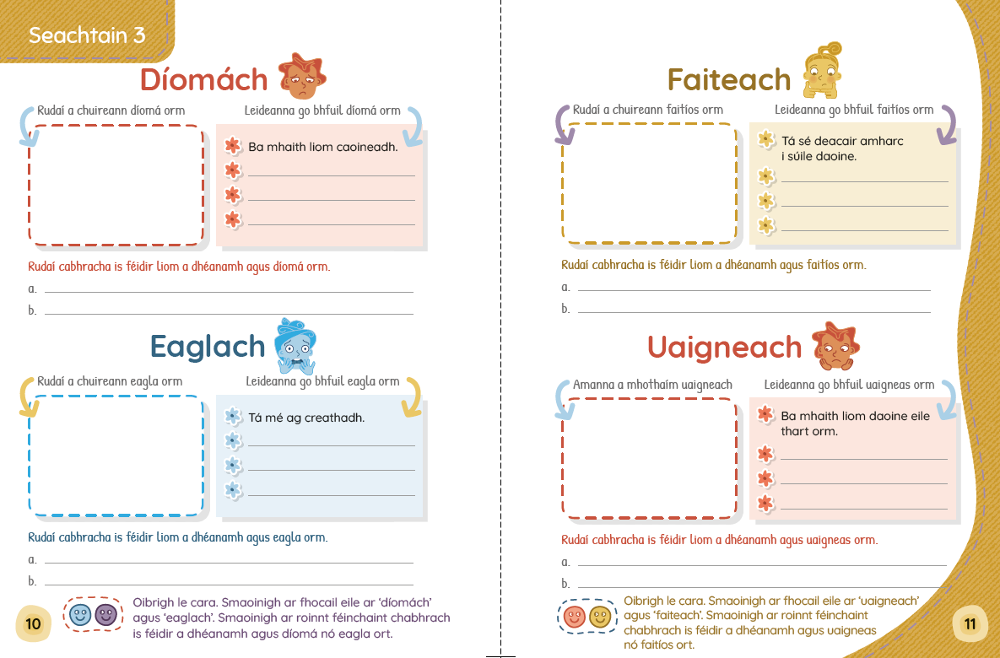 Seachtain 3
Díomách
Rudaí a chuireann díomá orm
Leideanna go bhfuil díomá orm
Ba mhaith liom caoineadh.
Rudaí cabhracha is féidir liom a dhéanamh agus díomá orm.
a.
b.
Eaglach
Rudaí a chuireann eagla orm
Leideanna go bhfuil eagla orm
Tá mé ag creathadh.
Rudaí cabhracha is féidir liom a dhéanamh agus eagla orm.
a.
b.
Oibrigh le cara. Smaoinigh ar fhocail eile ar ‘díomách’
agus ‘eaglach’. Smaoinigh ar roinnt féinchaint chabhrach
is féidir a dhéanamh agus díomá nó eagla ort.
10
Faiteach
Rudaí a chuireann faitíos orm
Leideanna go bhfuil faitíos orm
Tá sé deacair amharc
i súile daoine.
Rudaí cabhracha is féidir liom a dhéanamh agus faitíos orm.
a.
b.
Uaigneach
Amanna a mhothaím uaigneach
Leideanna go bhfuil uaigneas orm
Ba mhaith liom daoine eile
thart orm.
Rudaí cabhracha is féidir liom a dhéanamh agus uaigneas orm.
a.
b.
Oibrigh le cara. Smaoinigh ar fhocail eile ar ‘uaigneach’
agus ‘faiteach’. Smaoinigh ar roinnt féinchaint
chabhrach is féidir a dhéanamh agus uaigneas
nó faitíos ort.
11